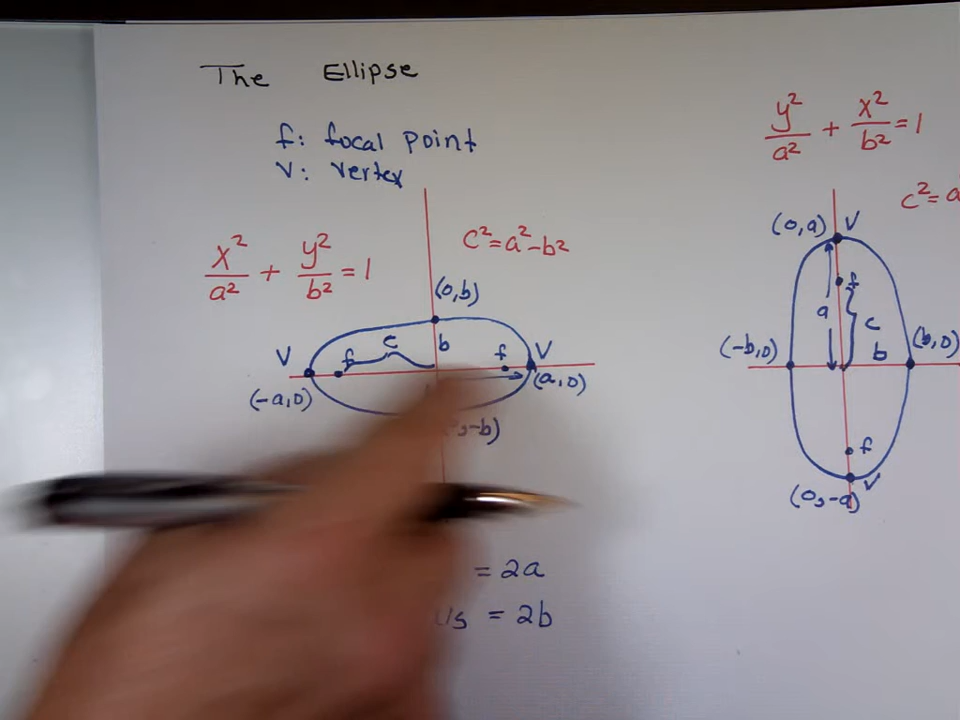 The Ellipse
f: focal point
V: vertex
x²/a² + y²/b² = 1
c² = a² - b²
(0,b)
V f c b f V
(-a,0) (a,0)
-b)
= 2a
= 2b
y²/a² + x²/b² = 1
c² = a
(0,a) V
f
a
c
(-b,0) b (b,0)
f
(0,-a) V